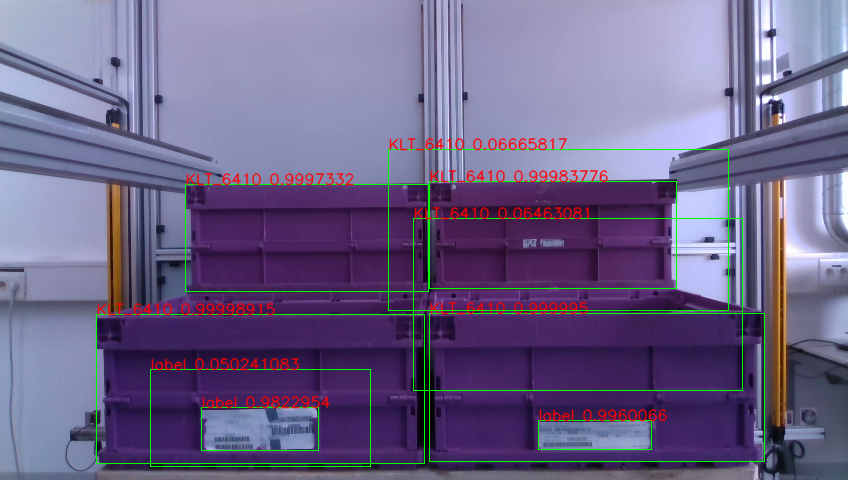 KLT_6410 0.06665817
KLT_6410 0.9997332
KLT_6410 0.99983776
KLT_6410 0.06463081
KLT_6410 0.99998915
KLT_6410 0.999995
label 0.050241083
label 0.9822954
label 0.9960066